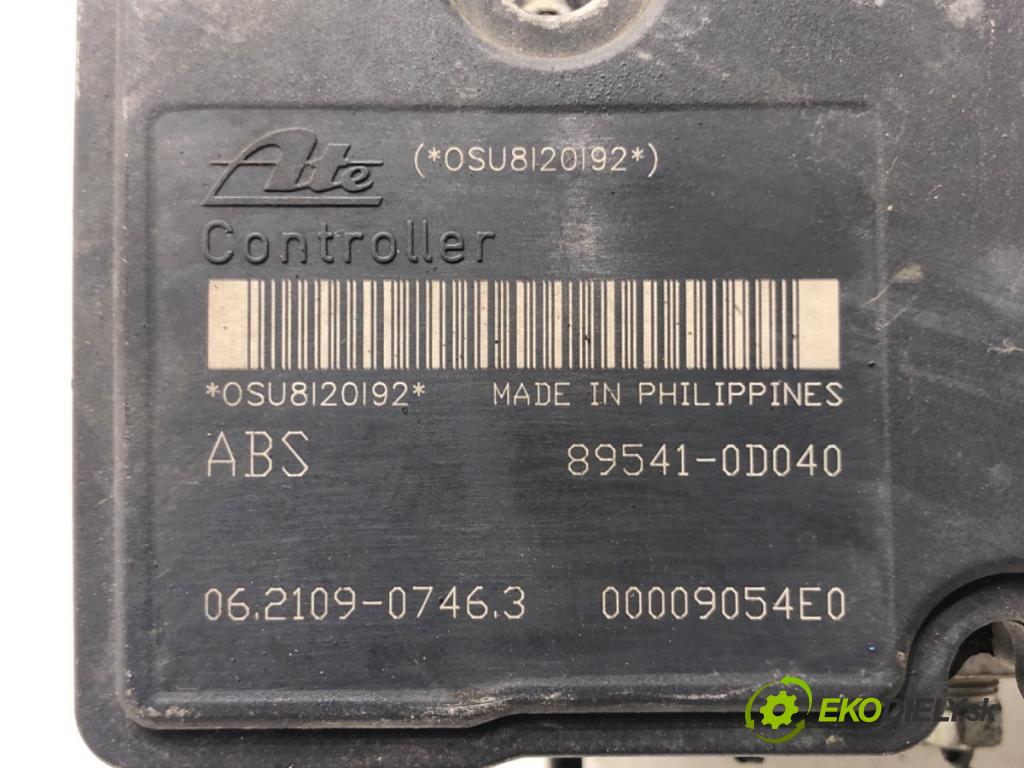 Ate (*OSU8120192*)
Controller
*OSU8120192* MADE IN PHILIPPINES
ABS 89541-0D040
06.2109-0746.3 00009054E0
EKODIELY.sk